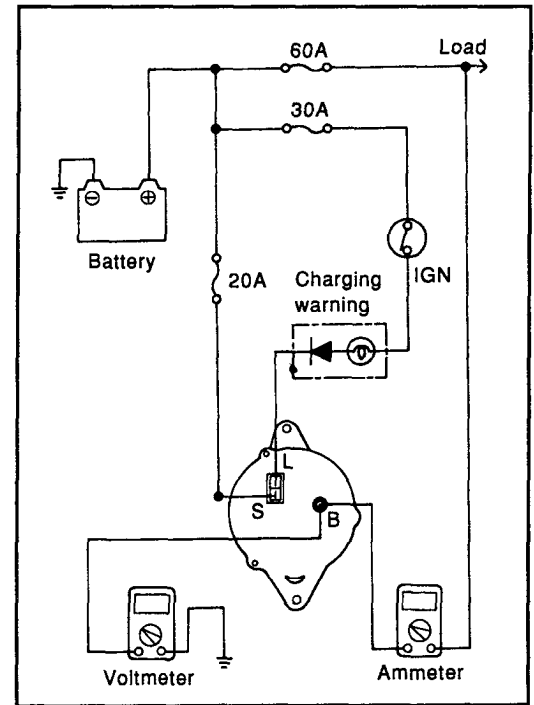 60A
Load
30A
⊖ ⊕
Battery
20A
Charging
warning
IGN
L
S
B
Voltmeter
Ammeter